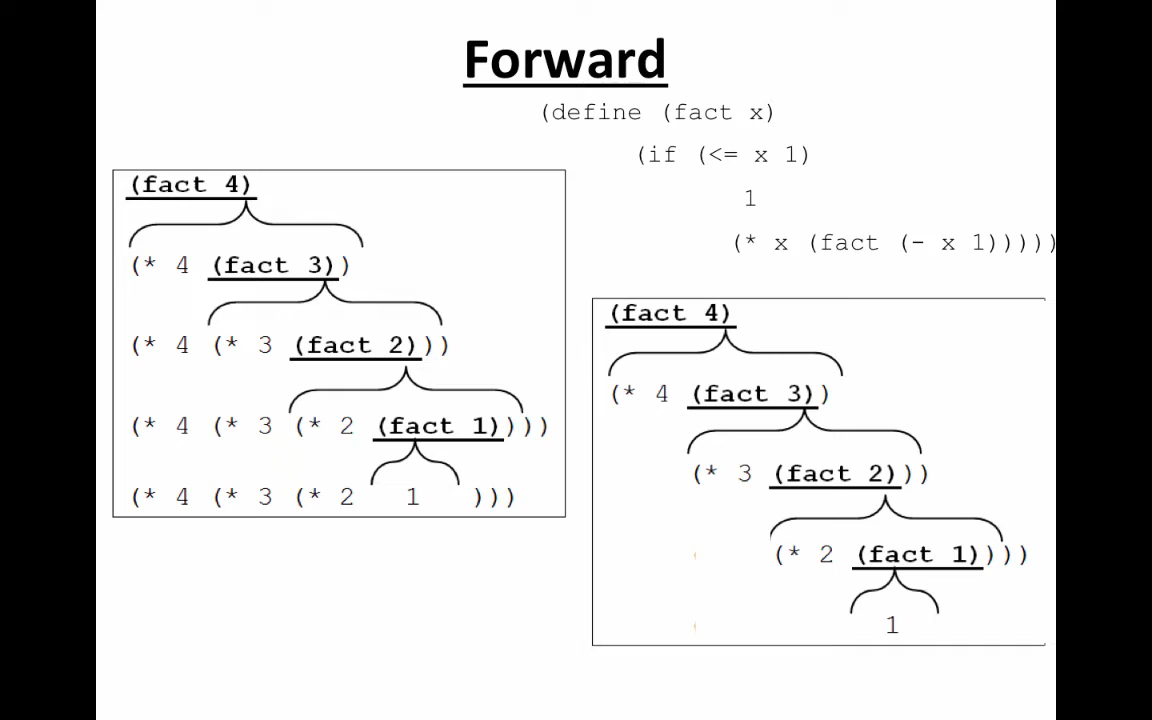 Forward
(define (fact x)
(if (<= x 1)
1
(* x (fact (- x 1)))))
(fact 4)
(* 4 (fact 3))
(* 4 (* 3 (fact 2)))
(* 4 (* 3 (* 2 (fact 1))))
(* 4 (* 3 (* 2 1 )))
(fact 4)
(* 4 (fact 3))
(* 3 (fact 2)))
(* 2 (fact 1))))
1